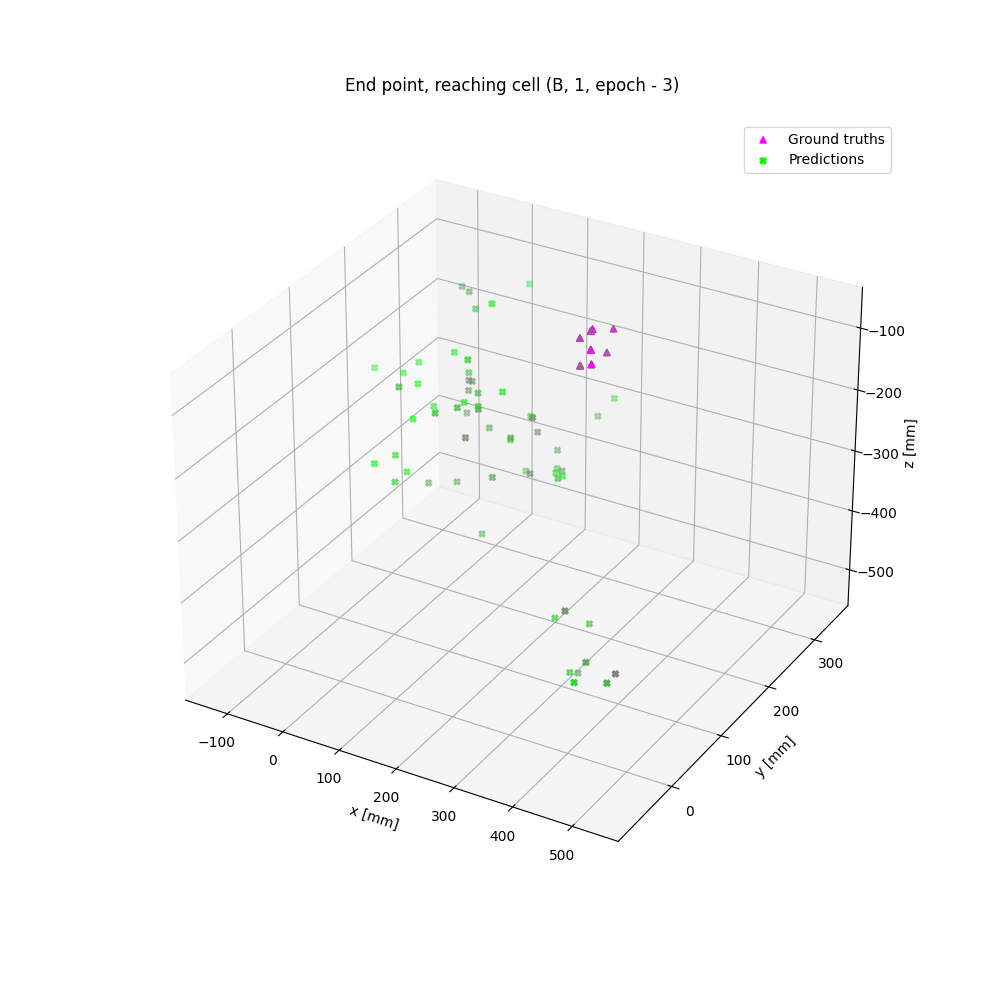 End point, reaching cell (B, 1, epoch - 3)
Ground truths
Predictions
−100
−200
−300
−400
−500
z [mm]
300
200
100
0
y [mm]
−100
0
100
200
300
400
500
x [mm]